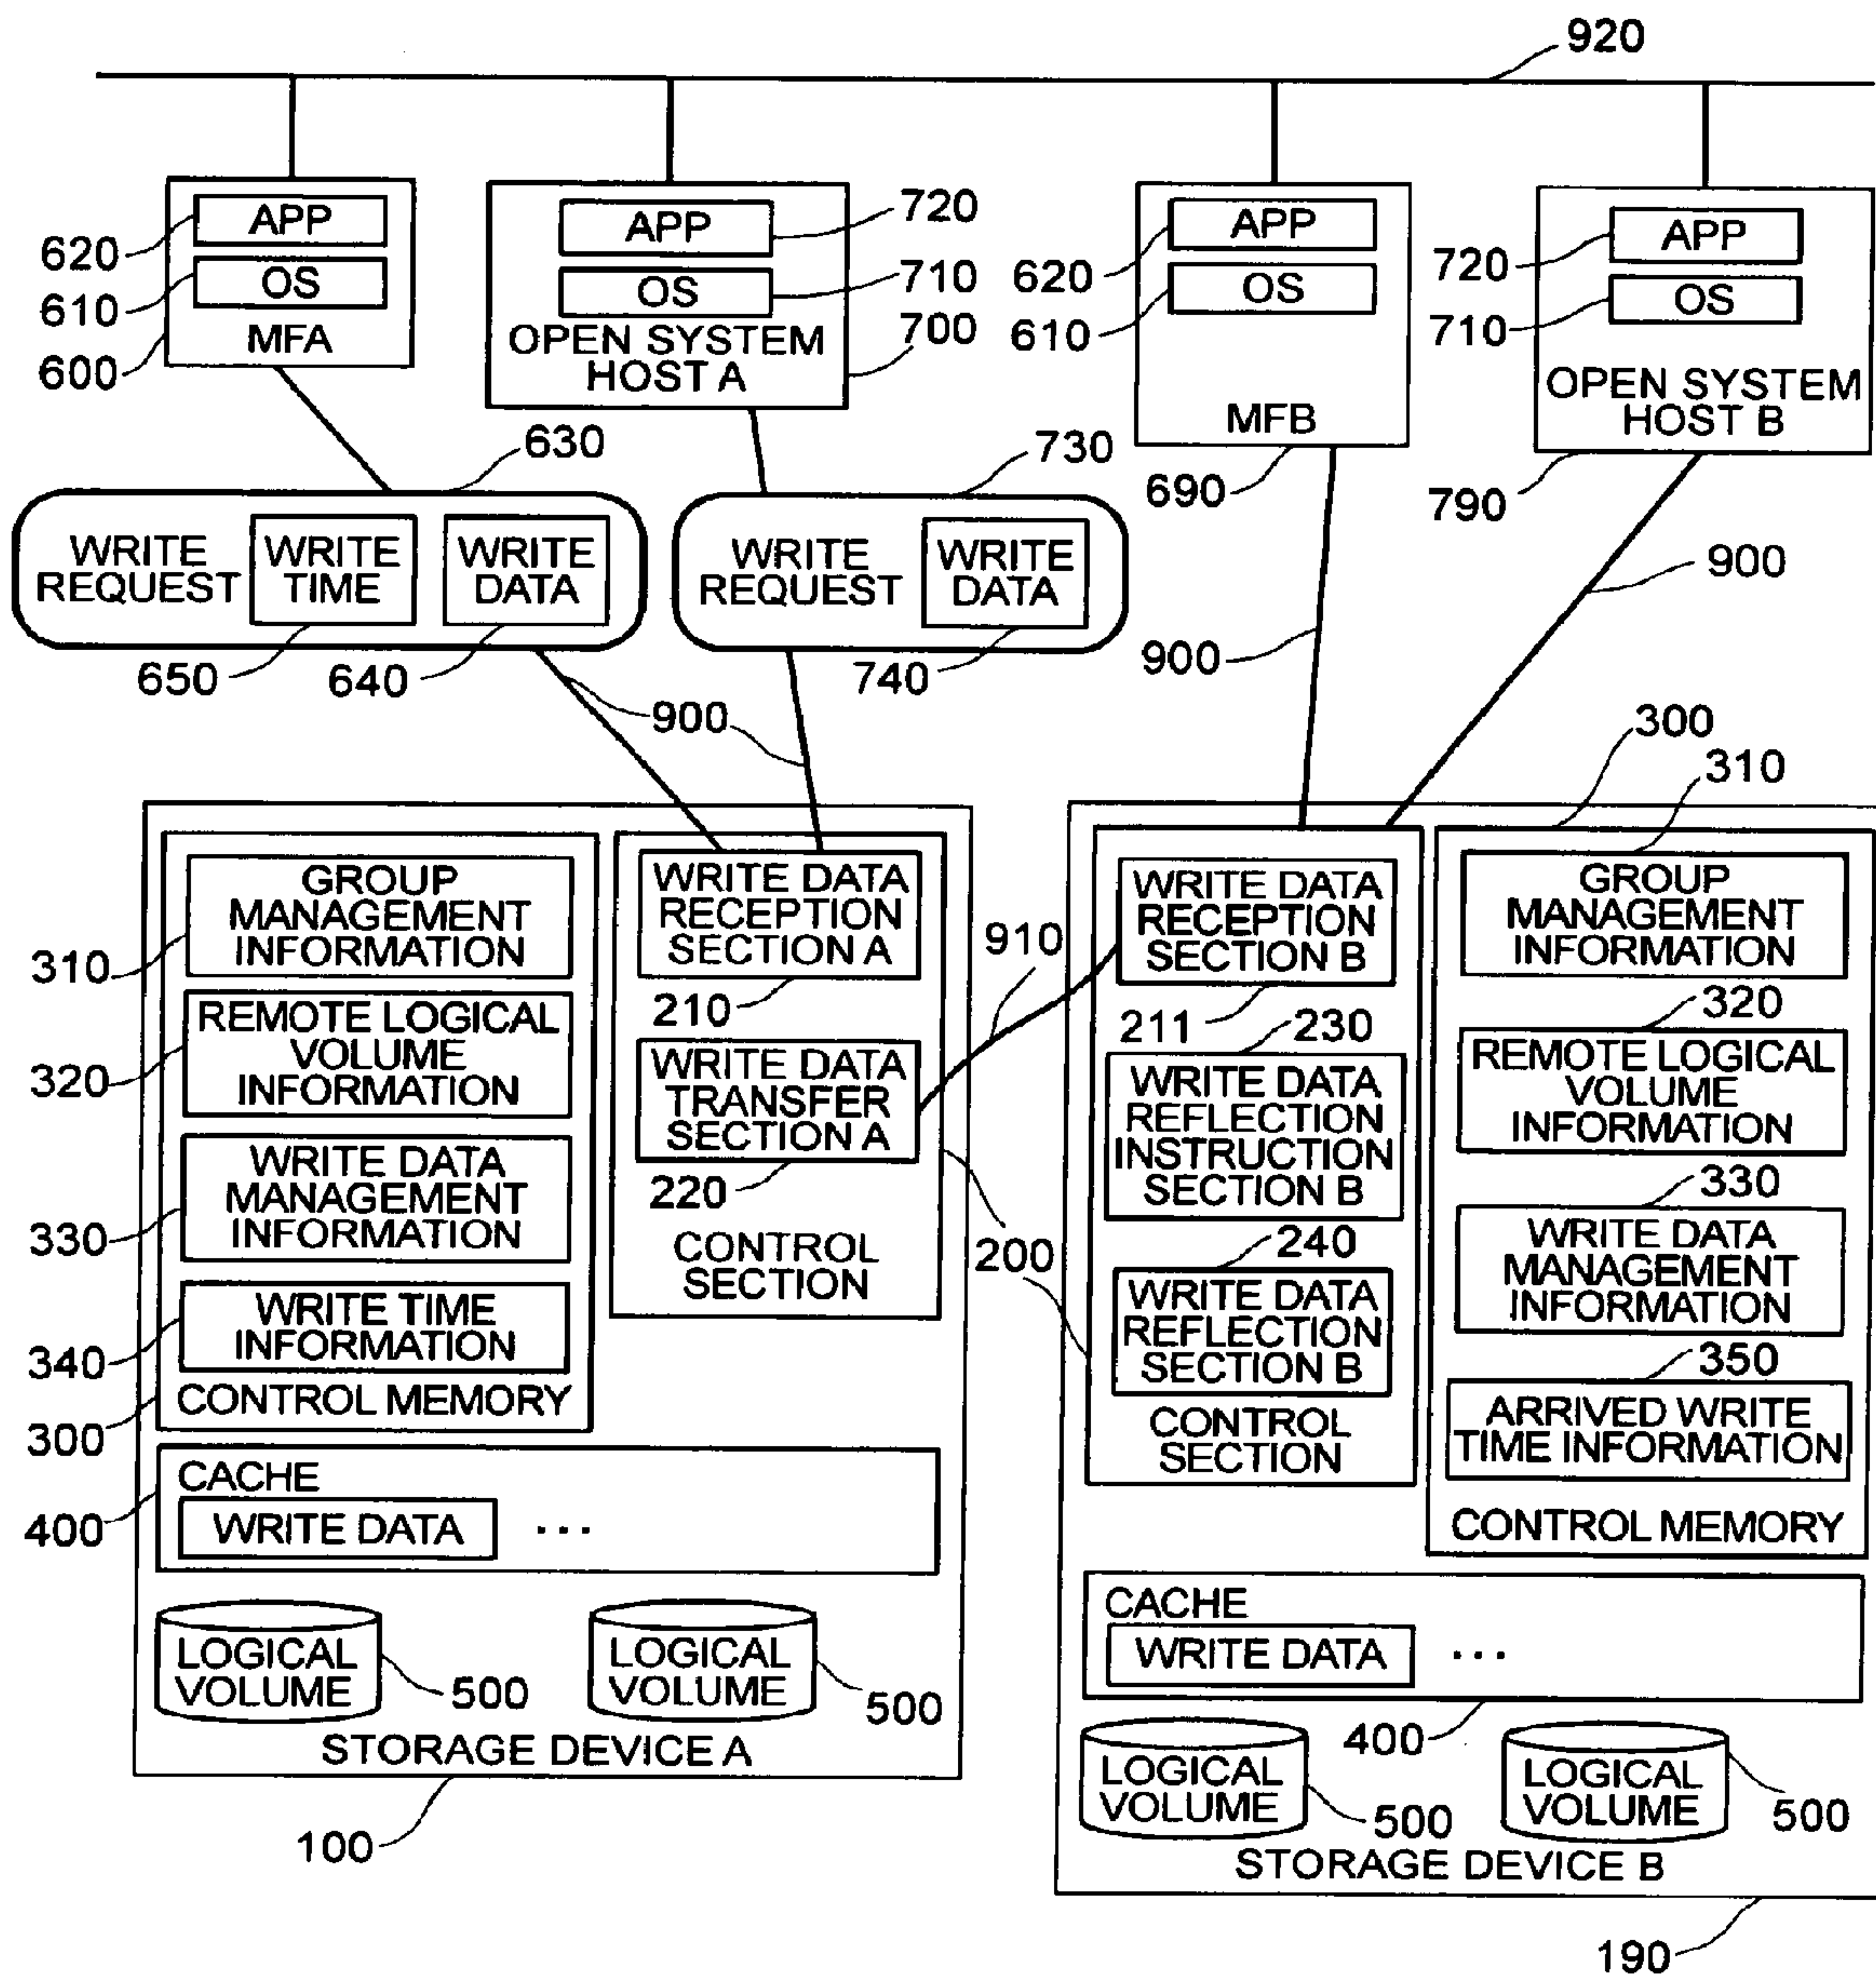 920
APP
620
OS
610
MFA
600
APP
720
OS
710
OPEN SYSTEM
HOST A
700
APP
620
OS
610
MFB
690
APP
720
OS
710
OPEN SYSTEM
HOST B
790
630
WRITE
REQUEST
WRITE
TIME
WRITE
DATA
650
640
730
WRITE
REQUEST
WRITE
DATA
740
900
900
900
GROUP
MANAGEMENT
INFORMATION
310
REMOTE LOGICAL
VOLUME
INFORMATION
320
WRITE DATA
MANAGEMENT
INFORMATION
330
WRITE TIME
INFORMATION
340
CONTROL MEMORY
300
WRITE DATA
RECEPTION
SECTION A
210
WRITE DATA
TRANSFER
SECTION A
220
CONTROL
SECTION
200
910
CACHE
WRITE DATA
...
400
LOGICAL
VOLUME
500
LOGICAL
VOLUME
500
STORAGE DEVICE A
100
WRITE DATA
RECEPTION
SECTION B
211
230
WRITE DATA
REFLECTION
INSTRUCTION
SECTION B
240
WRITE DATA
REFLECTION
SECTION B
CONTROL
SECTION
300
310
GROUP
MANAGEMENT
INFORMATION
320
REMOTE LOGICAL
VOLUME
INFORMATION
330
WRITE DATA
MANAGEMENT
INFORMATION
350
ARRIVED WRITE
TIME INFORMATION
CONTROL MEMORY
CACHE
WRITE DATA
...
400
LOGICAL
VOLUME
500
LOGICAL
VOLUME
500
STORAGE DEVICE B
190